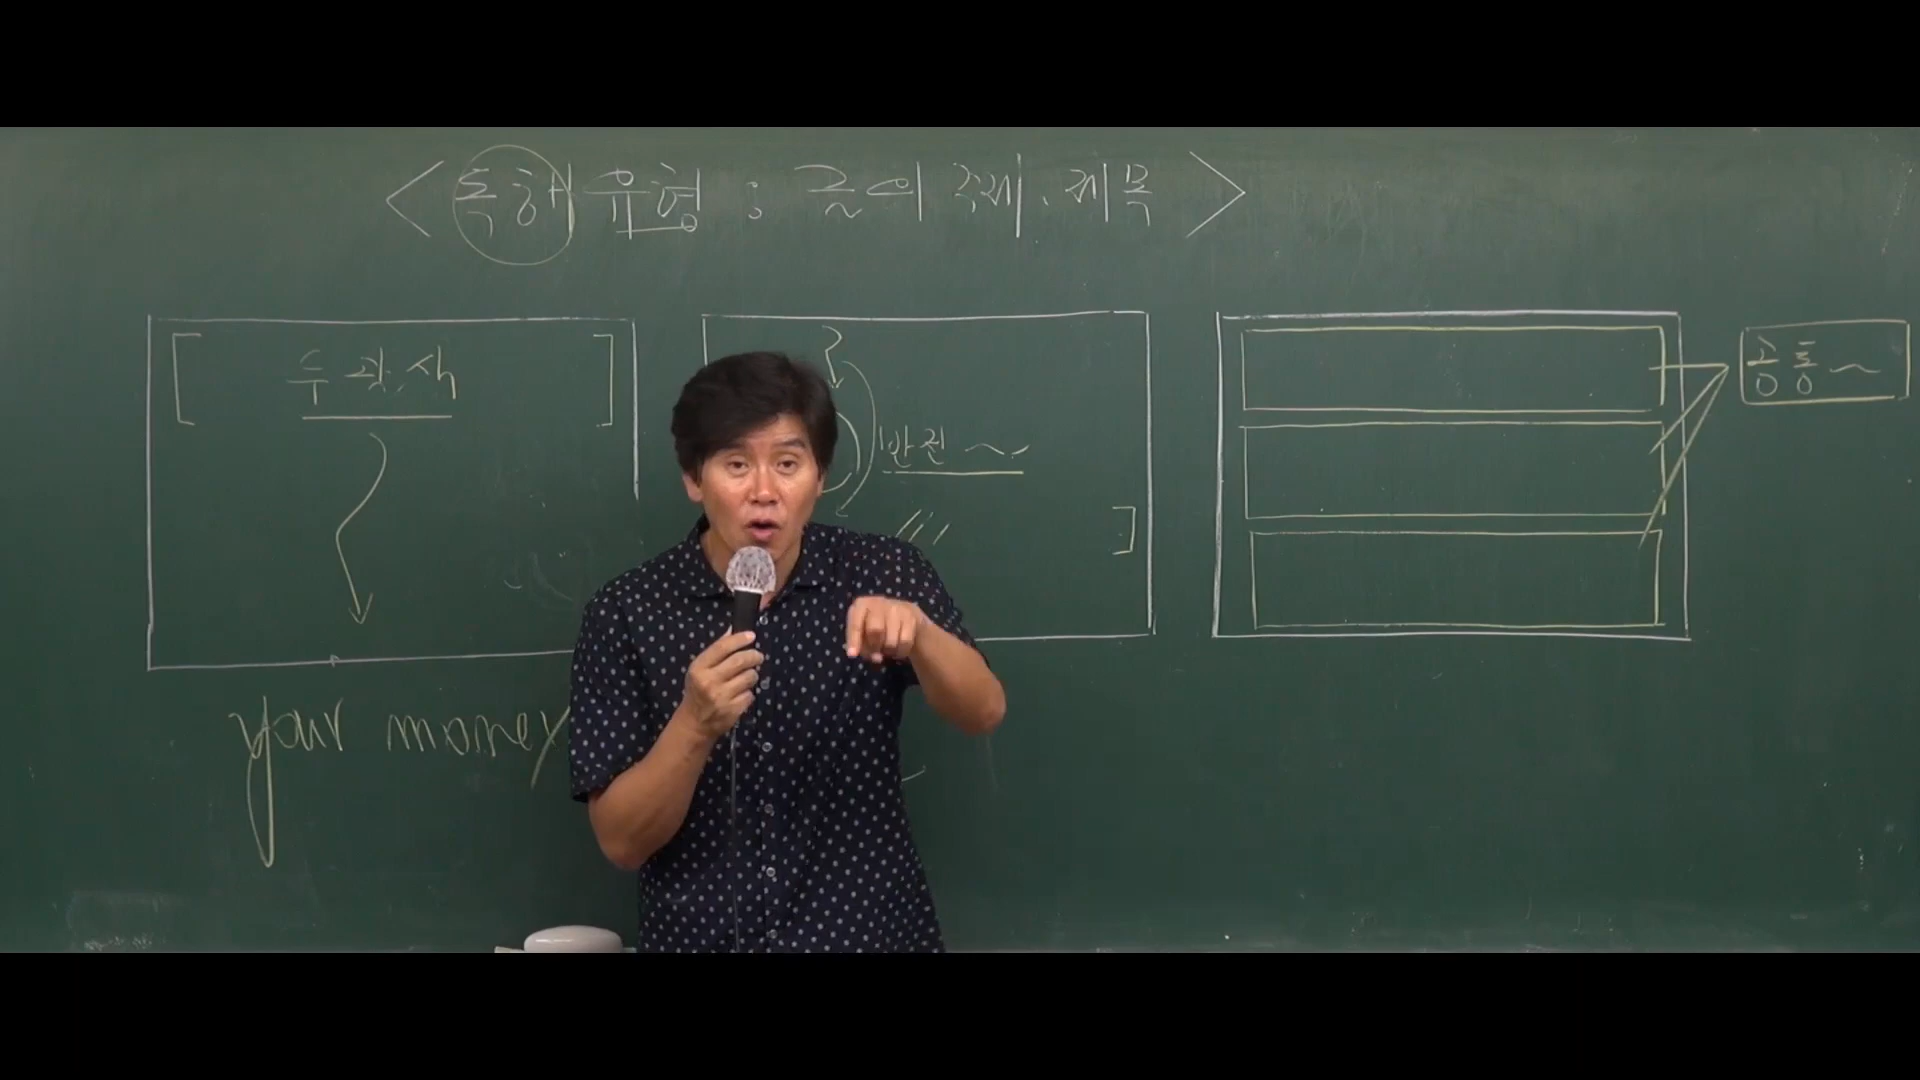 < 독해 유형 : 글의 주제, 제목 >
[ 두괄식 ]
반전 ~
]
공통 ~
your money